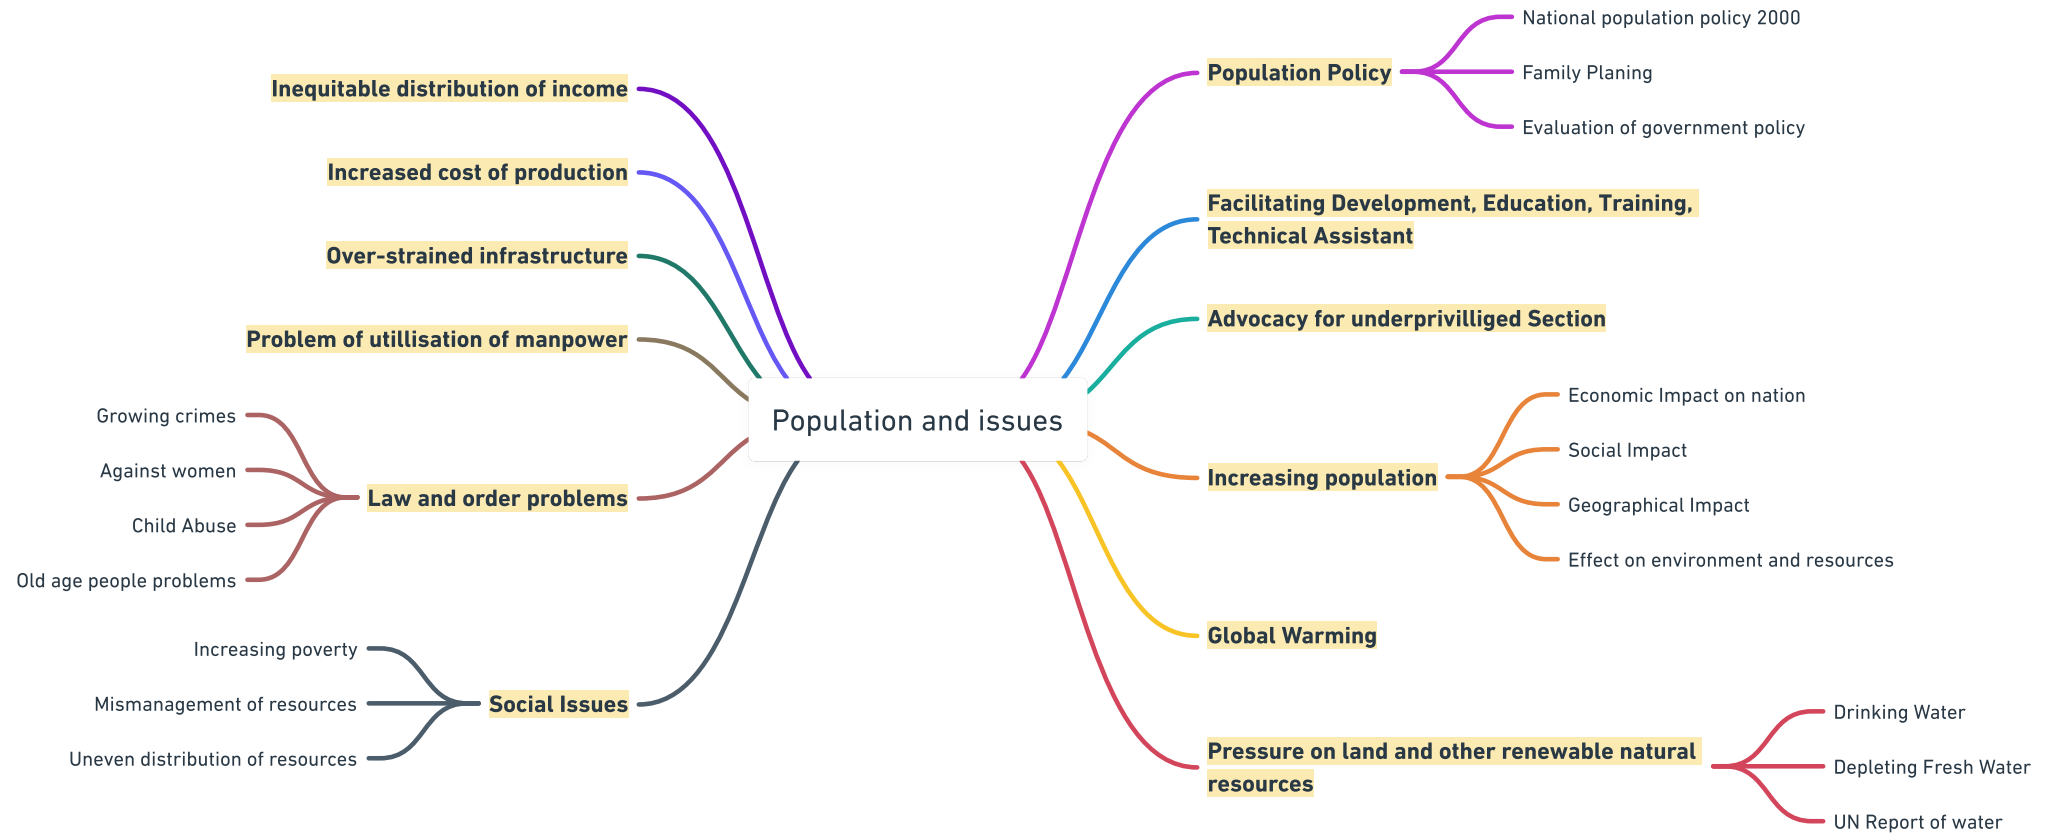 Population and issues
Population Policy
National population policy 2000
Family Planing
Evaluation of government policy
Facilitating Development, Education, Training,
Technical Assistant
Advocacy for underprivilliged Section
Increasing population
Economic Impact on nation
Social Impact
Geographical Impact
Effect on environment and resources
Global Warming
Pressure on land and other renewable natural
resources
Drinking Water
Depleting Fresh Water
UN Report of water
Inequitable distribution of income
Increased cost of production
Over-strained infrastructure
Problem of utillisation of manpower
Law and order problems
Growing crimes
Against women
Child Abuse
Old age people problems
Social Issues
Increasing poverty
Mismanagement of resources
Uneven distribution of resources